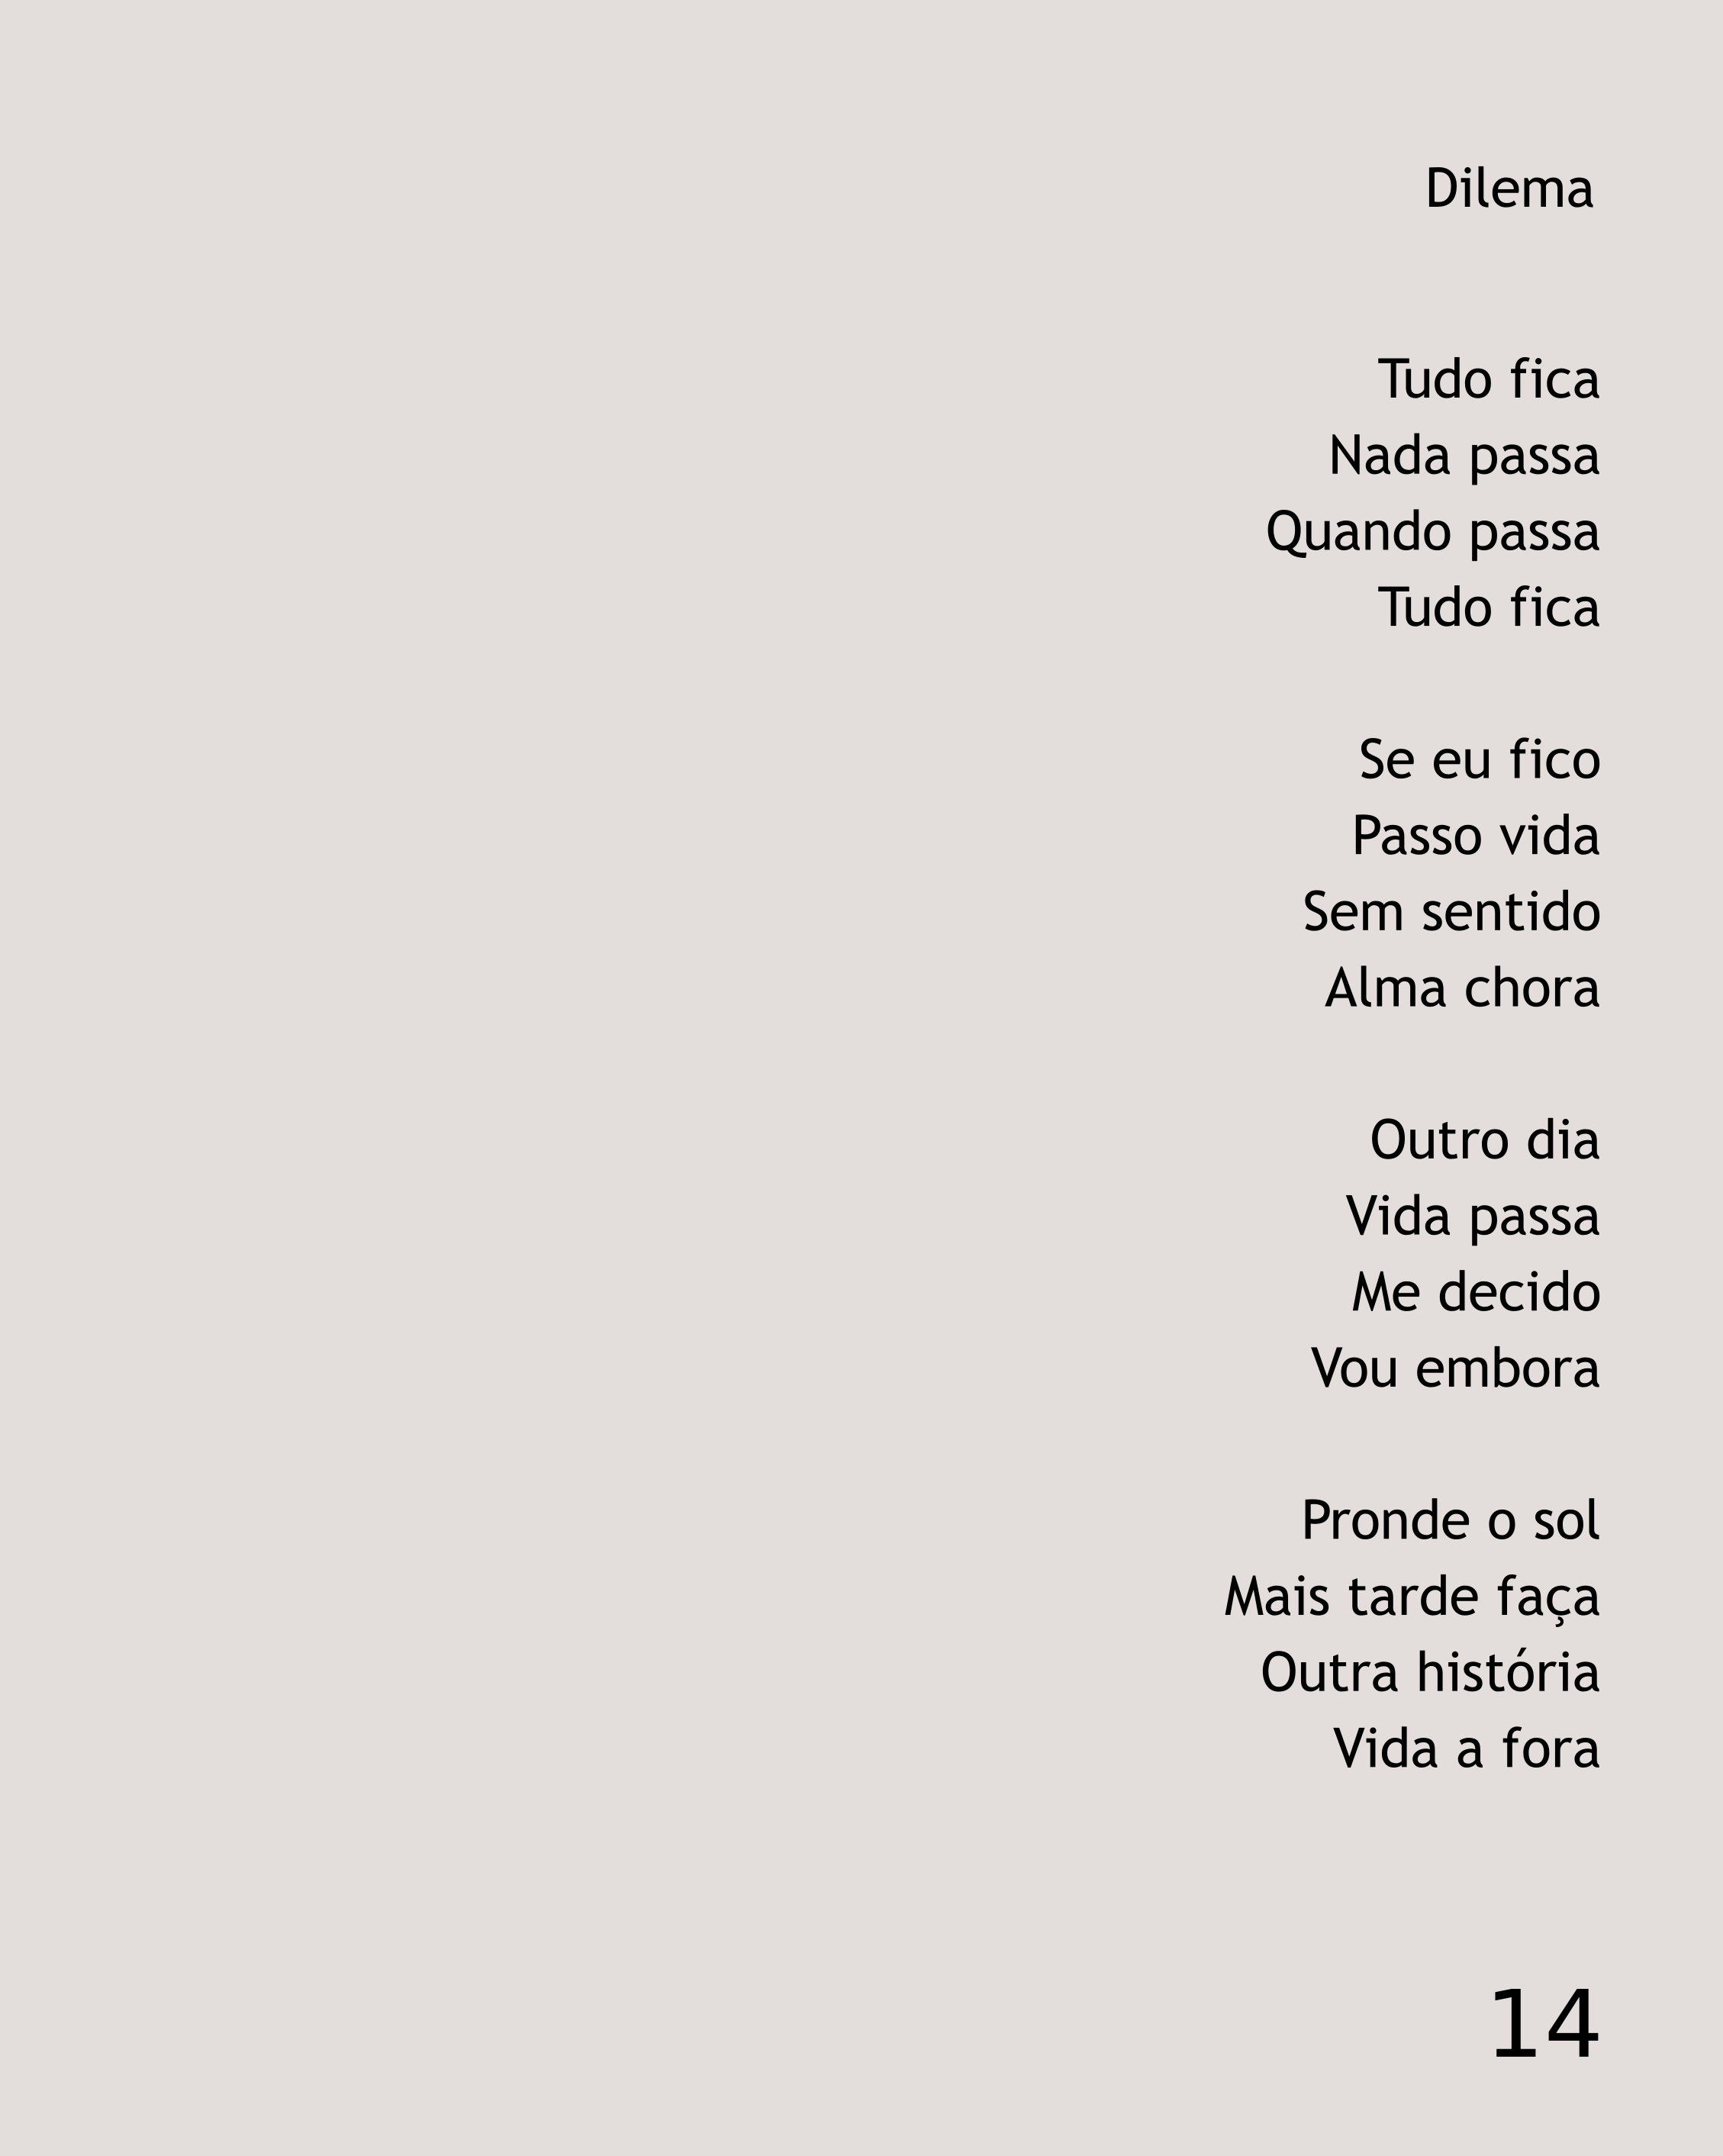 Dilema
Tudo fica
Nada passa
Quando passa
Tudo fica
Se eu fico
Passo vida
Sem sentido
Alma chora
Outro dia
Vida passa
Me decido
Vou embora
Pronde o sol
Mais tarde faça
Outra história
Vida a fora
14